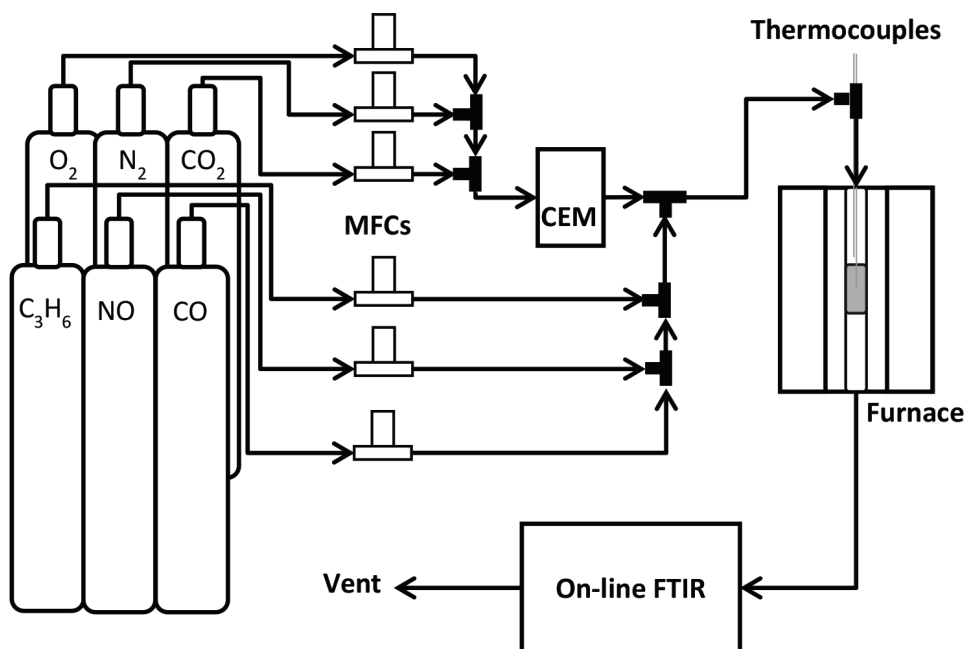 Thermocouples
O₂
N₂
CO₂
MFCs
CEM
C₃H₆
NO
CO
Furnace
Vent
On-line FTIR